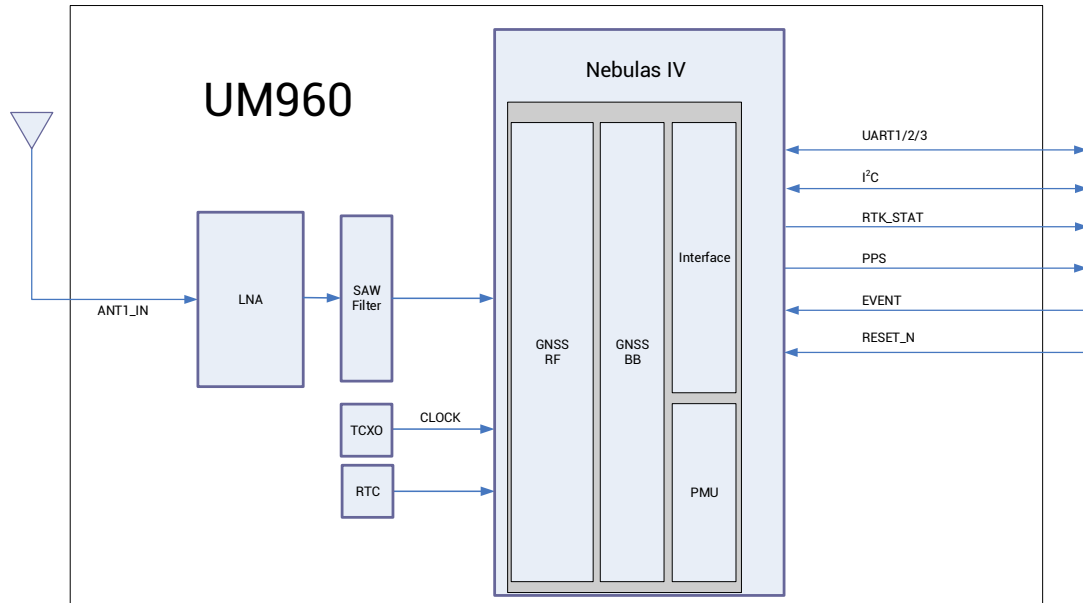 Nebulas IV
UM960
UART1/2/3
I²C
RTK_STAT
PPS
EVENT
RESET_N
ANT1_IN
LNA
SAW
Filter
GNSS
RF
GNSS
BB
Interface
TCXO
CLOCK
RTC
PMU